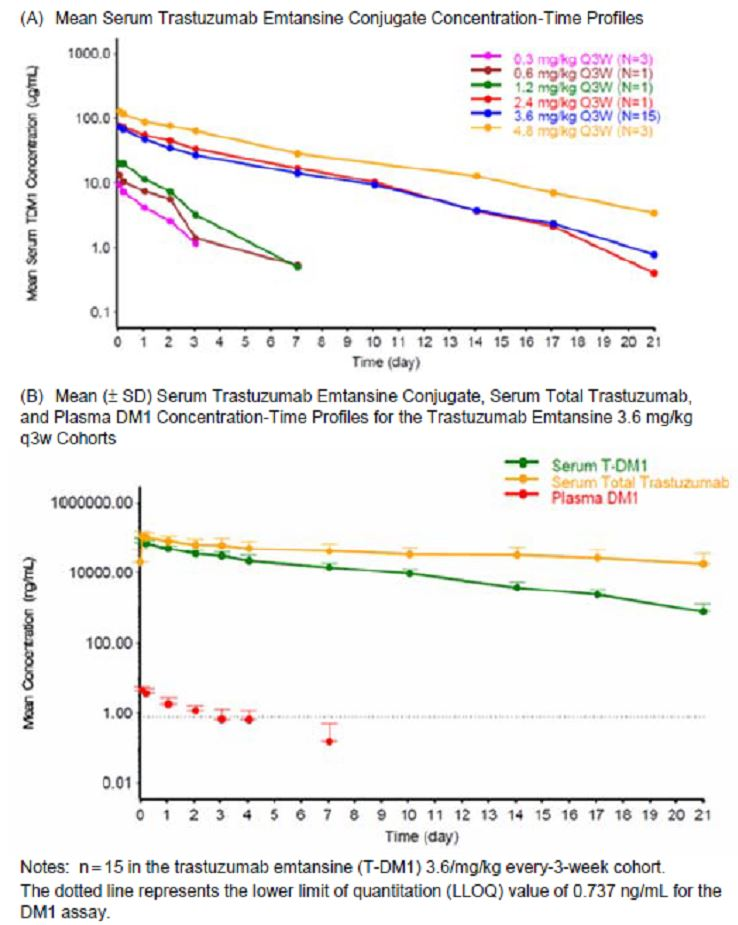 (A) Mean Serum Trastuzumab Emtansine Conjugate Concentration-Time Profiles
Mean Serum TDM1 Concentration (ug/mL)
1000.0
100.0
10.0
1.0
0.1
0.3 mg/kg Q3W (N=3)
0.6 mg/kg Q3W (N=1)
1.2 mg/kg Q3W (N=1)
2.4 mg/kg Q3W (N=1)
3.6 mg/kg Q3W (N=15)
4.8 mg/kg Q3W (N=3)
0 1 2 3 4 5 6 7 8 9 10 11 12 13 14 15 16 17 18 19 20 21
Time (day)
(B) Mean (± SD) Serum Trastuzumab Emtansine Conjugate, Serum Total Trastuzumab,
and Plasma DM1 Concentration-Time Profiles for the Trastuzumab Emtansine 3.6 mg/kg
q3w Cohorts
Serum T-DM1
Serum Total Trastuzumab
Plasma DM1
Mean Concentration (ng/mL)
1000000.00
10000.00
100.00
1.00
0.01
0 1 2 3 4 5 6 7 8 9 10 11 12 13 14 15 16 17 18 19 20 21
Time (day)
Notes: n=15 in the trastuzumab emtansine (T-DM1) 3.6/mg/kg every-3-week cohort.
The dotted line represents the lower limit of quantitation (LLOQ) value of 0.737 ng/mL for the
DM1 assay.